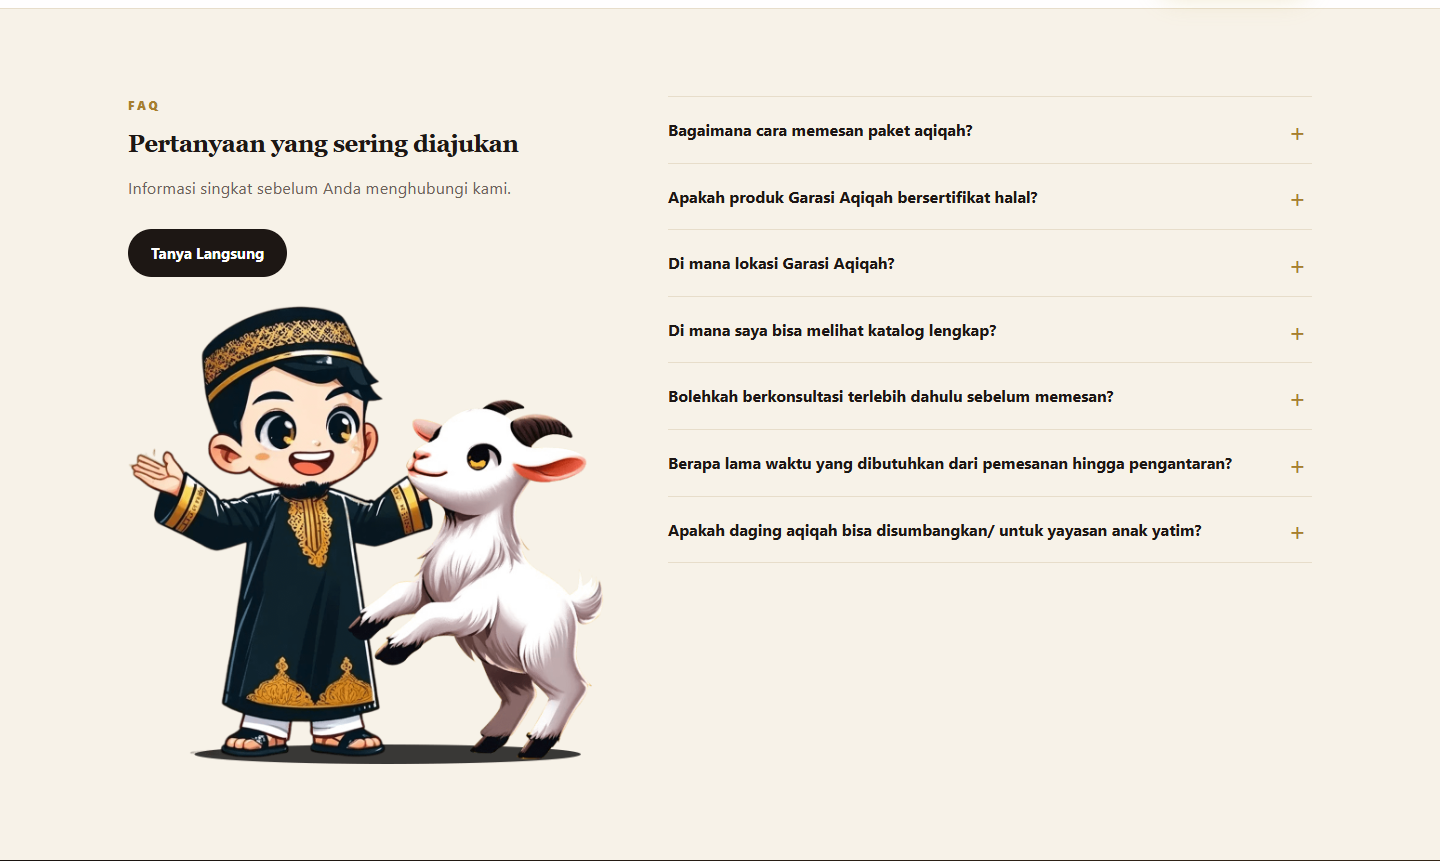 FAQ
Pertanyaan yang sering diajukan
Informasi singkat sebelum Anda menghubungi kami.
Tanya Langsung
Bagaimana cara memesan paket aqiqah?
+
Apakah produk Garasi Aqiqah bersertifikat halal?
+
Di mana lokasi Garasi Aqiqah?
+
Di mana saya bisa melihat katalog lengkap?
+
Bolehkah berkonsultasi terlebih dahulu sebelum memesan?
+
Berapa lama waktu yang dibutuhkan dari pemesanan hingga pengantaran?
+
Apakah daging aqiqah bisa disumbangkan/ untuk yayasan anak yatim?
+